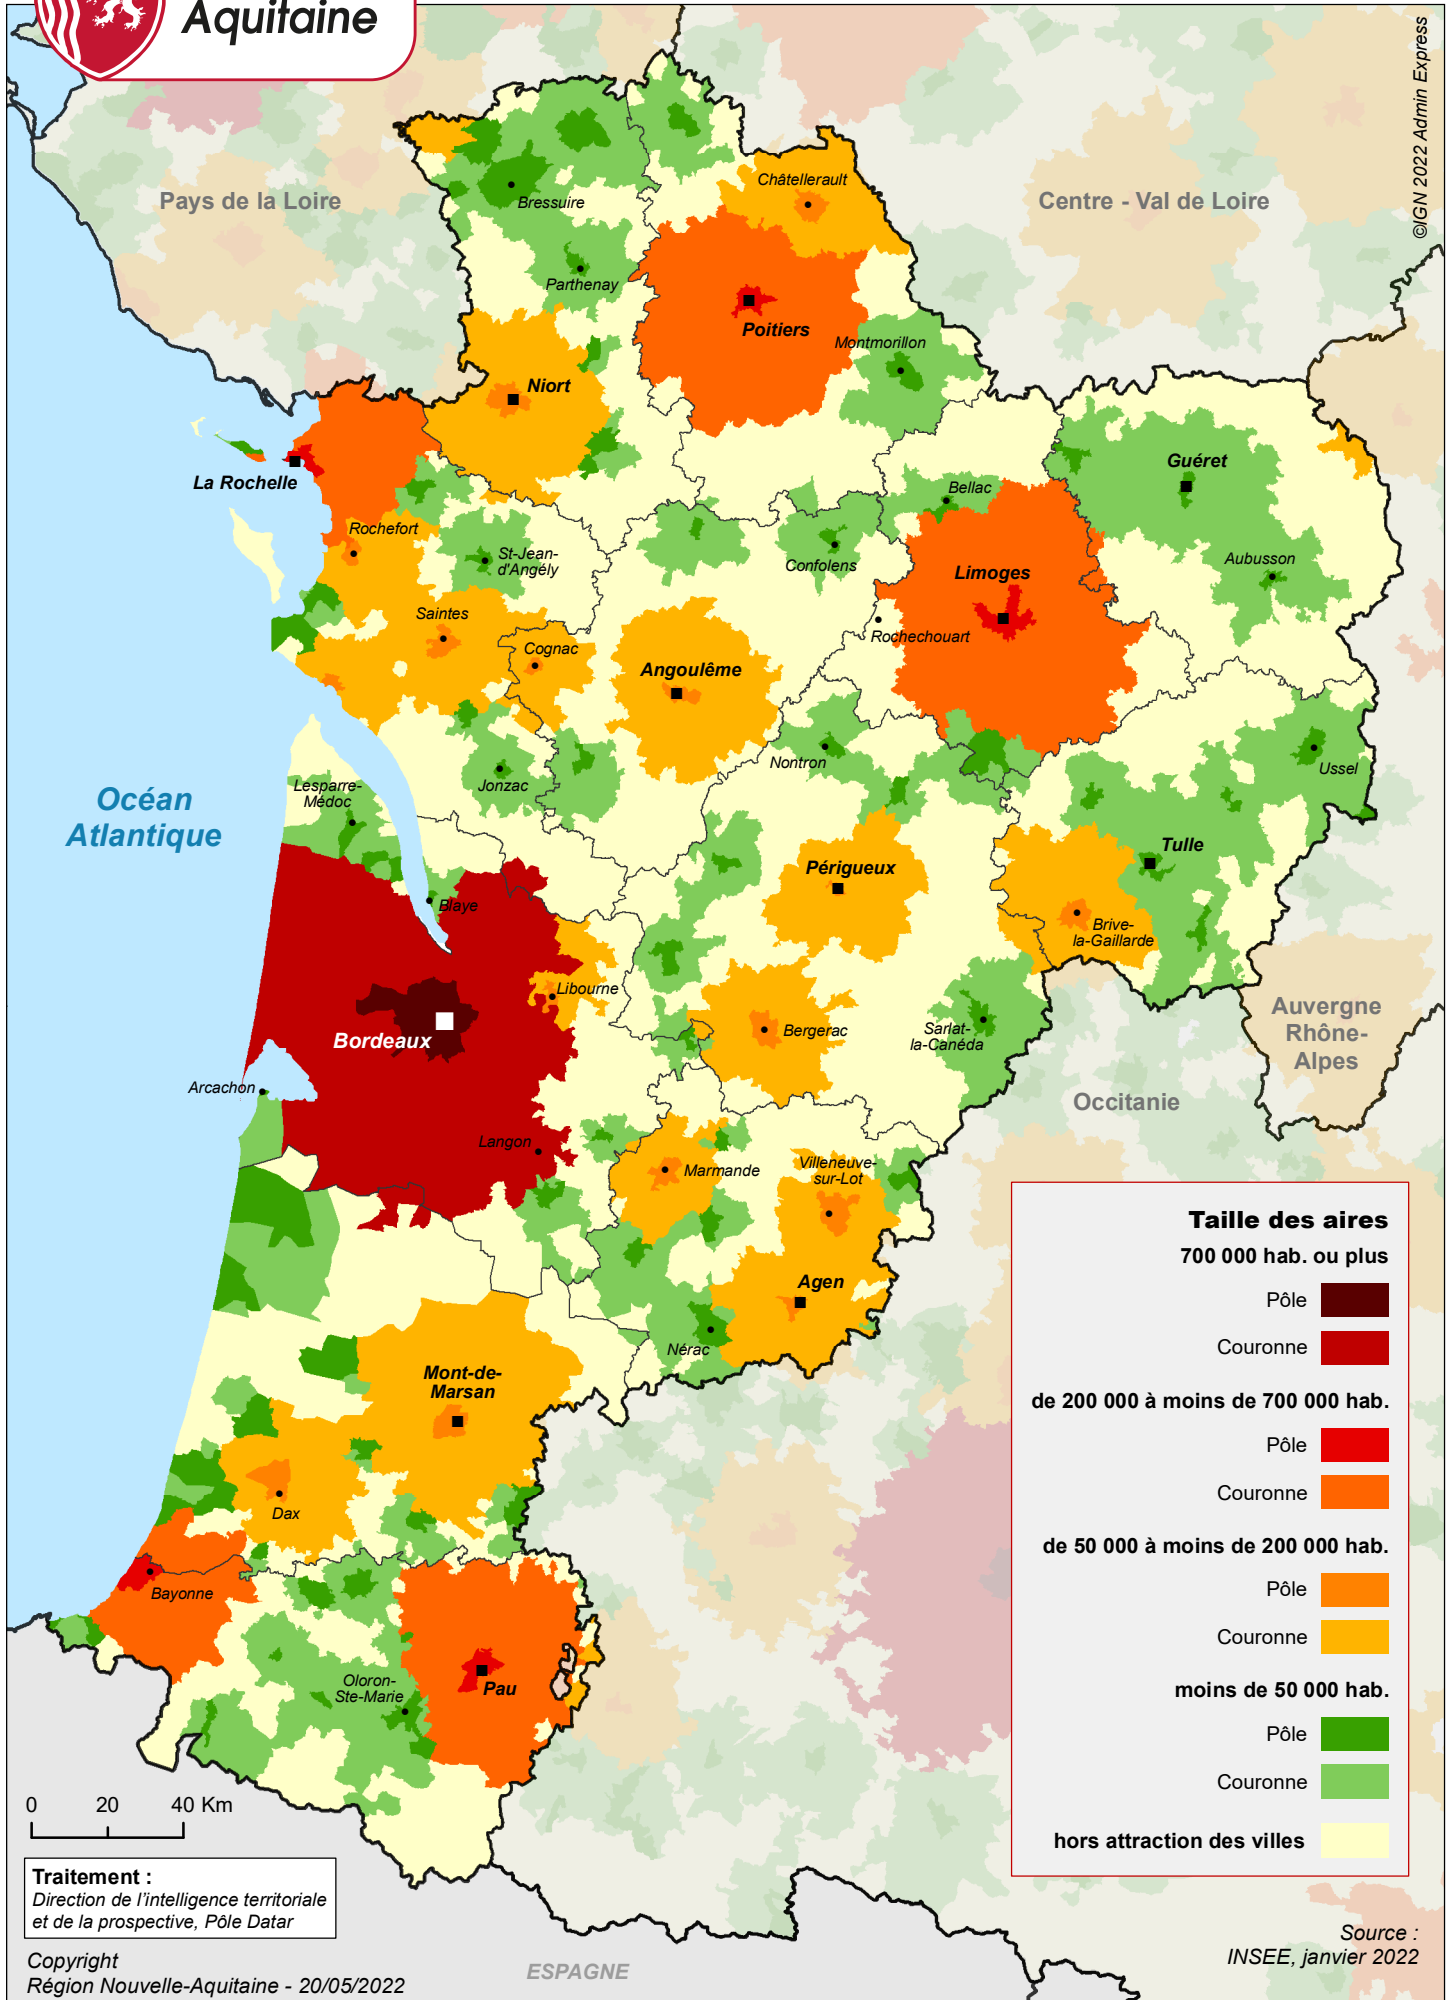 Aquitaine
©IGN 2022 Admin Express
Pays de la Loire
Centre - Val de Loire
Châtellerault
Bressuire
Parthenay
Poitiers
Montmorillon
Niort
La Rochelle
Guéret
Bellac
Rochefort
St-Jean-
d'Angély
Confolens
Aubusson
Limoges
Saintes
Cognac
Rochechouart
Angoulême
Nontron
Ussel
Jonzac
Lesparre-
Médoc
Océan
Atlantique
Tulle
Périgueux
Blaye
Brive-
la-Gaillarde
Libourne
Bordeaux
Bergerac
Sarlat-
la-Canéda
Auvergne
Rhône-
Alpes
Arcachon
Occitanie
Langon
Marmande
Villeneuve-
sur-Lot
Agen
Nérac
Mont-de-
Marsan
Dax
Bayonne
Oloron-
Ste-Marie
Pau
Taille des aires
700 000 hab. ou plus
Pôle
Couronne
de 200 000 à moins de 700 000 hab.
Pôle
Couronne
de 50 000 à moins de 200 000 hab.
Pôle
Couronne
moins de 50 000 hab.
Pôle
Couronne
hors attraction des villes
0 20 40 Km
Traitement :
Direction de l'intelligence territoriale
et de la prospective, Pôle Datar
Copyright
Région Nouvelle-Aquitaine - 20/05/2022
ESPAGNE
Source :
INSEE, janvier 2022